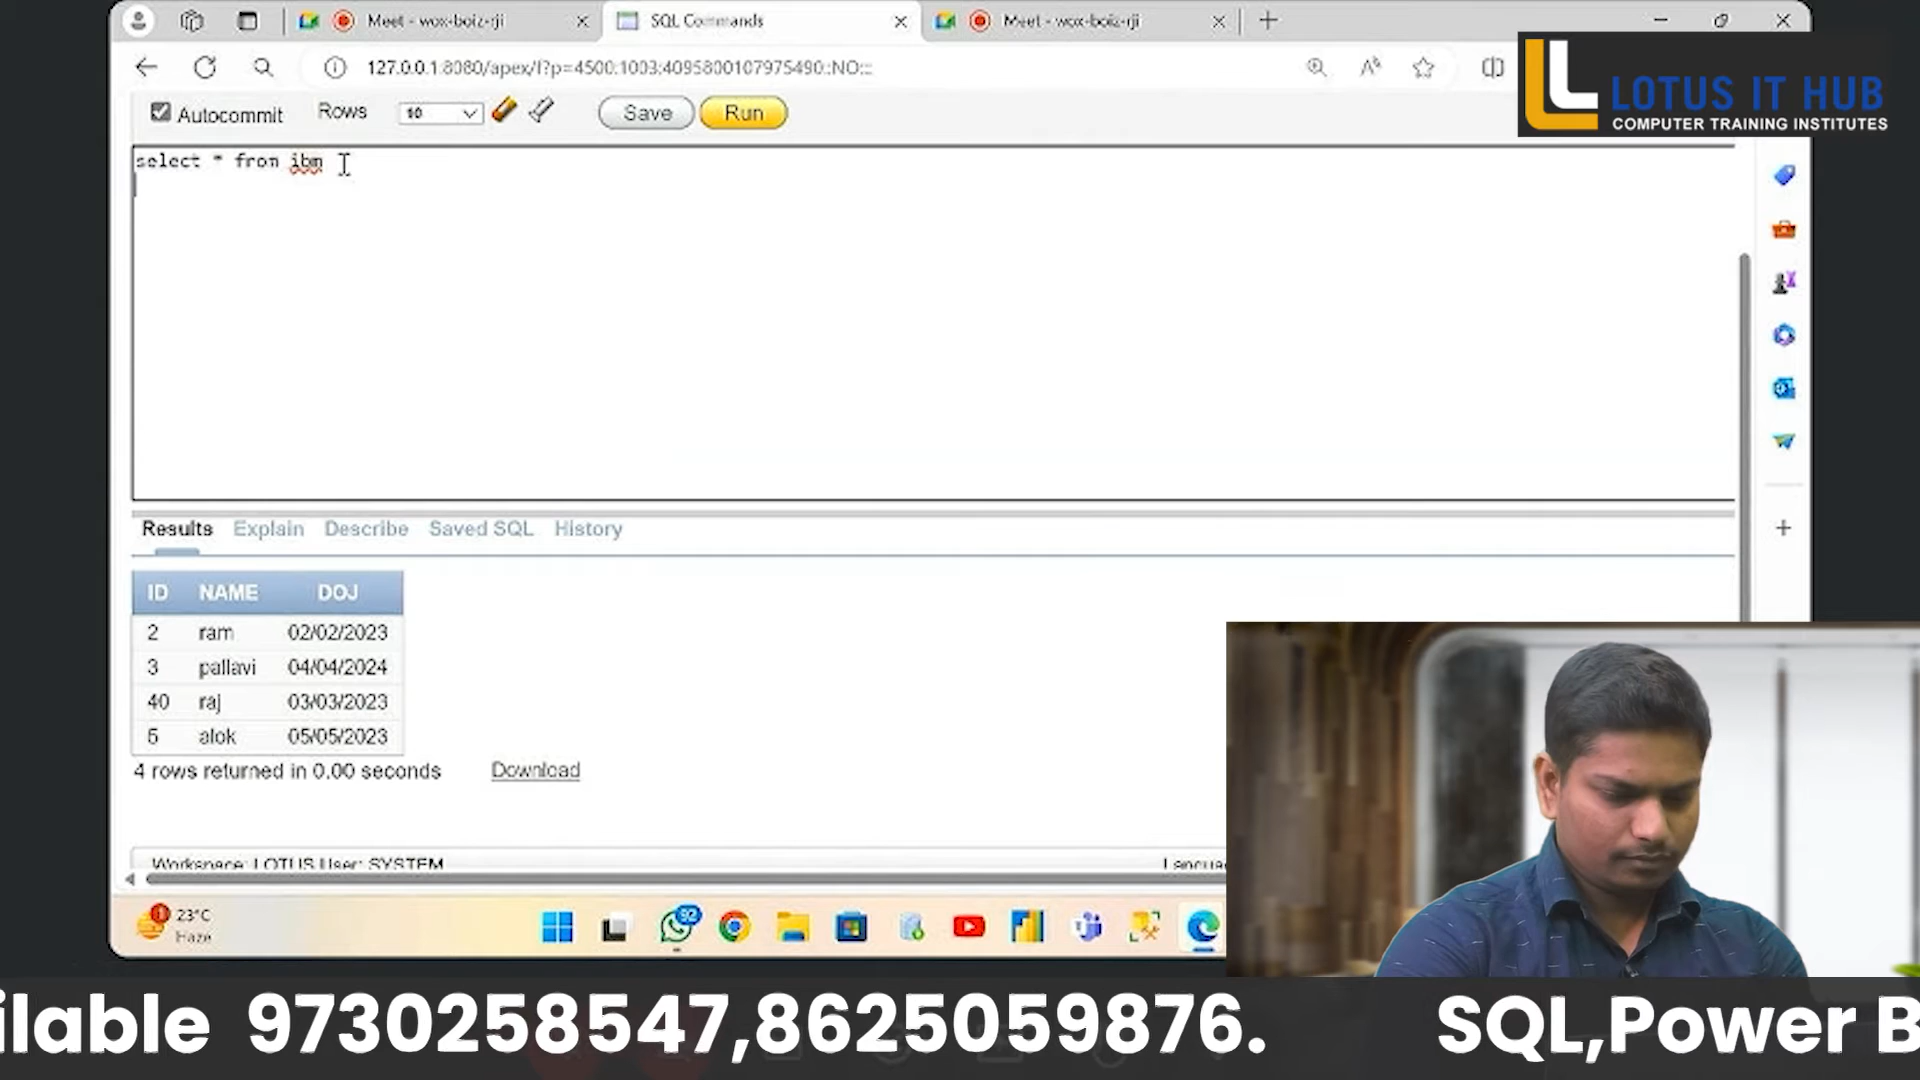 Meet - wox-boiz-rji
SQL Commands
Meet - wox-boiz-rji
127.0.0.1:8080/apex/f?p=4500:1003:4095800107975490::NO:::
LOTUS IT HUB
COMPUTER TRAINING INSTITUTES
Autocommit Rows 10 Save Run
select * from ibm
Results Explain Describe Saved SQL History
ID NAME DOJ
2 ram 02/02/2023
3 pallavi 04/04/2024
40 raj 03/03/2023
5 alok 05/05/2023
4 rows returned in 0.00 seconds Download
Workspace: LOTUS User: SYSTEM
Langua
1 23°C
Haze
92
ilable 9730258547,8625059876. SQL,Power B